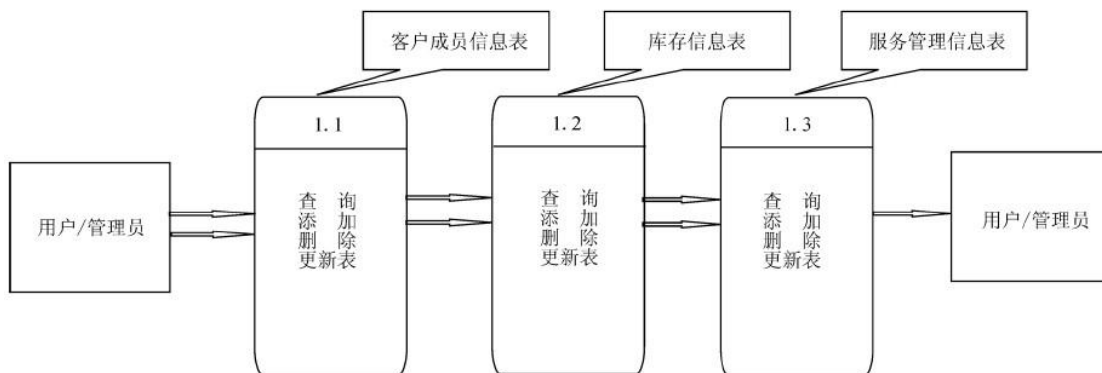 客户成员信息表
库存信息表
服务管理信息表
1.1
1.2
1.3
用户/管理员
查 询
添 加
删 除
更新表
查 询
添 加
删 除
更新表
查 询
添 加
删 除
更新表
用户/管理员